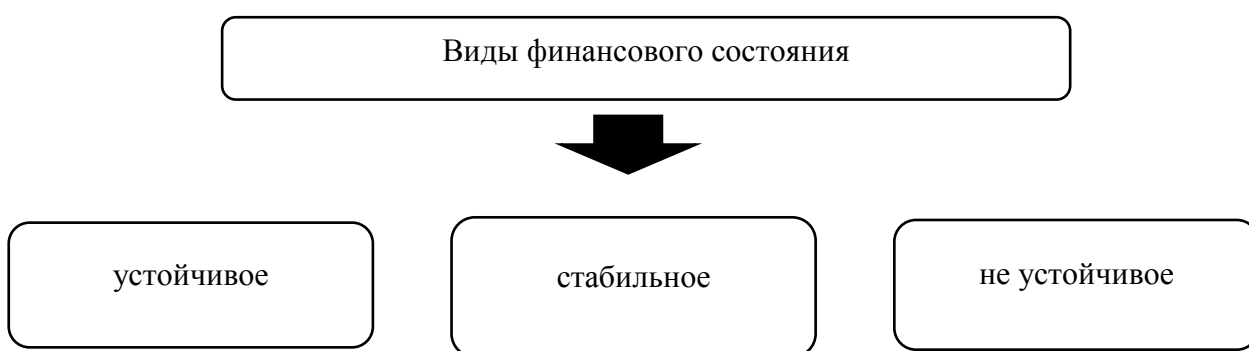 Виды финансового состояния
устойчивое
стабильное
не устойчивое